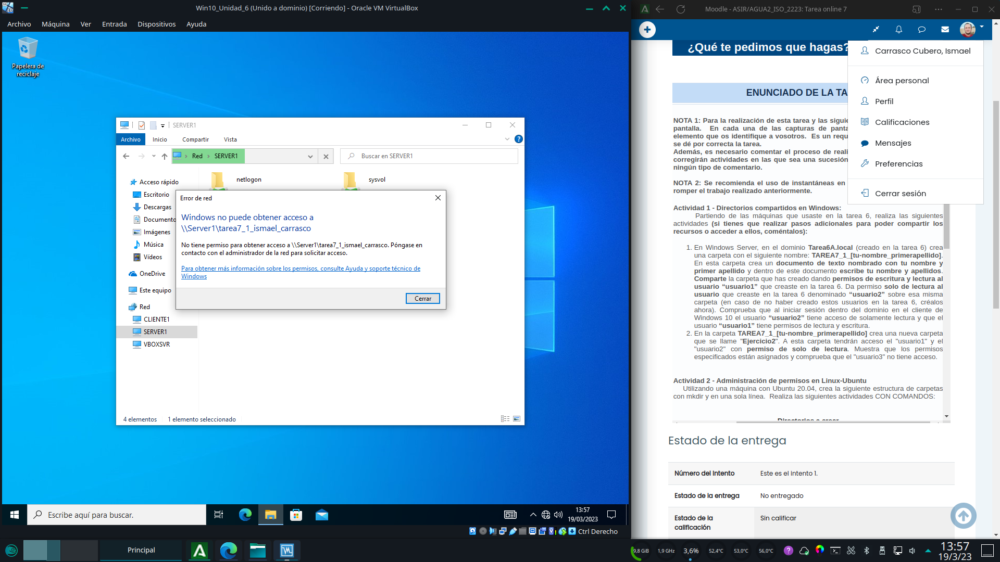 Win10_Unidad_6 (Unido a dominio) [Corriendo] - Oracle VM VirtualBox
Archivo Máquina Ver Entrada Dispositivos Ayuda
Papelera de
reciclaje
SERVER1
Archivo Inicio Compartir Vista
Red SERVER1
Buscar en SERVER1
Acceso rápido
Escritorio
Descargas
Documento
Imágenes
Música
Vídeos
OneDrive
Este equipo
Red
CLIENTE1
SERVER1
VBOXSVR
netlogon
sysvol
Error de red
Windows no puede obtener acceso a
\\Server1\tarea7_1_ismael_carrasco
No tiene permiso para obtener acceso a \\Server1\tarea7_1_ismael_carrasco. Póngase en
contacto con el administrador de la red para solicitar acceso.
Para obtener más información sobre los permisos, consulte Ayuda y soporte técnico de
Windows
Cerrar
4 elementos 1 elemento seleccionado
Escribe aquí para buscar.
13:57
19/03/2023
Ctrl Derecho
Moodle - ASIR/AGUA2_ISO_2223: Tarea online 7
¿Qué te pedimos que hagas?
Carrasco Cubero, Ismael
Área personal
Perfil
Calificaciones
Mensajes
Preferencias
Cerrar sesión
ENUNCIADO DE LA TA
NOTA 1: Para la realización de esta tarea y las siguie
pantalla. En cada una de las capturas de panta
elemento que os identifique a vosotros. Es un requ
se dé por correcta la tarea.
Además, es necesario comentar el proceso de reali
corregirán actividades en las que sea una sucesión
ningún tipo de comentario.
NOTA 2: Se recomienda el uso de instantáneas en
romper el trabajo realizado anteriormente.
Actividad 1 - Directorios compartidos en Windows:
Partiendo de las máquinas que usaste en la tarea 6, realiza las siguientes
actividades (si tienes que realizar pasos adicionales para poder compartir los
recursos o acceder a ellos, coméntalos):
1. En Windows Server, en el dominio Tarea6A.local (creado en la tarea 6) crea
una carpeta con el siguiente nombre: TAREA7_1_[tu-nombre_primerapellido].
En esta carpeta crea un documento de texto nombrado con tu nombre y
primer apellido y dentro de este documento escribe tu nombre y apellidos.
Comparte la carpeta que has creado dando permisos de escritura y lectura al
usuario “usuario1” que creaste en la tarea 6. Da permiso solo de lectura al
usuario que creaste en la tarea 6 denominado “usuario2” sobre esa misma
carpeta (en caso de no haber creado estos usuarios en la tarea 6, créalos
ahora). Comprueba que al iniciar sesión dentro del dominio en el cliente de
Windows 10 el usuario “usuario2” tiene acceso de solamente lectura y que el
usuario “usuario1” tiene permisos de lectura y escritura.
2. En la carpeta TAREA7_1_[tu-nombre_primerapellido] crea una nueva carpeta
que se llame "Ejercicio2". A esta carpeta tendrán acceso el "usuario1" y el
"usuario2" con permiso de solo de lectura. Muestra que los permisos
especificados están asignados y comprueba que el "usuario3" no tiene acceso.
Actividad 2 - Administración de permisos en Linux-Ubuntu
Utilizando una máquina con Ubuntu 20.04, crea la siguiente estructura de carpetas
con mkdir y en una sola línea. Realiza las siguientes actividades CON COMANDOS:
Directorios a crear
Estado de la entrega
Número del intento Este es el intento 1.
Estado de la entrega No entregado
Estado de la
calificación
Sin calificar
Principal
9,8 GiB 1,9 GHz 3,6% 52,4°C 53,0°C 56,0°C
13:57
19/3/23